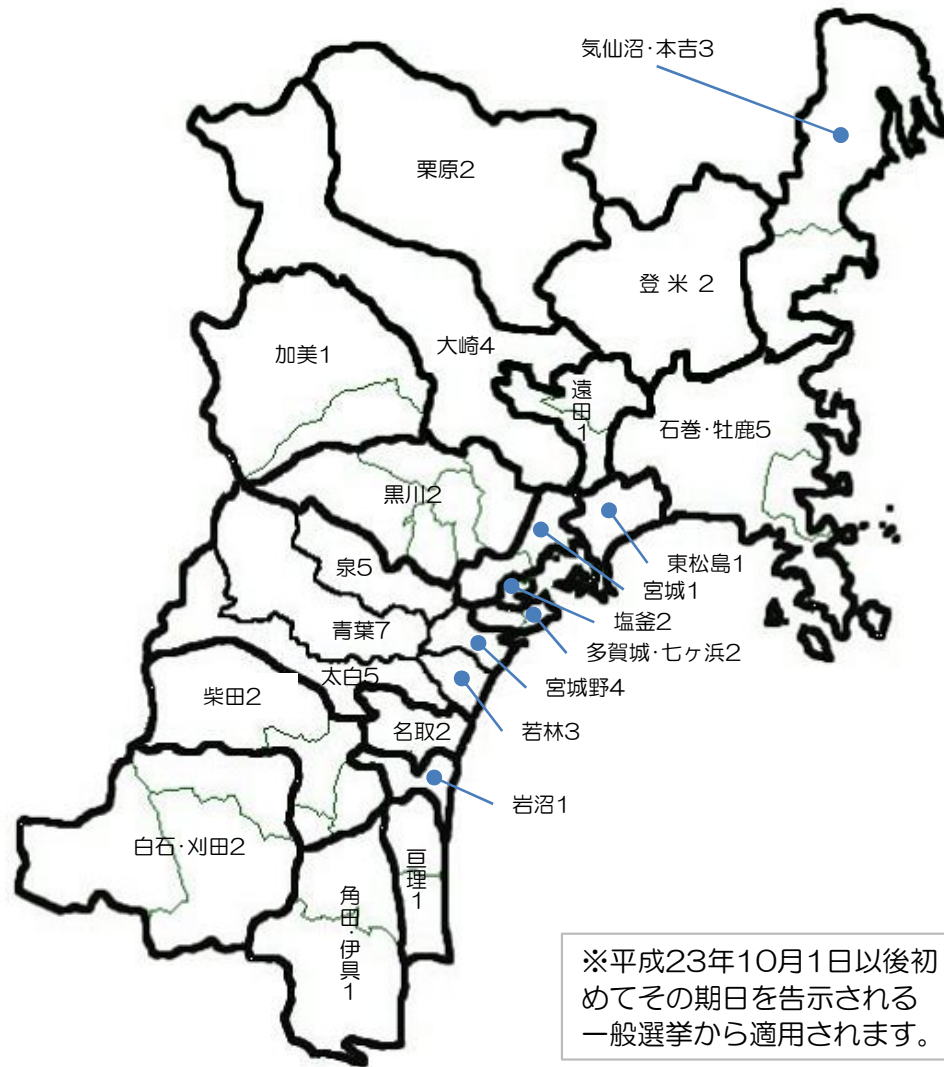 気仙沼・本吉3
栗原2
登 米 2
大崎4
加美1
遠田1
石巻・牡鹿5
黒川2
東松島1
泉5
宮城1
塩釜2
青葉7
多賀城・七ヶ浜2
太白5
宮城野4
柴田2
名取2
若林3
岩沼1
白石・刈田2
亘理1
角田・伊具1
※平成23年10月1日以後初
めてその期日を告示される
一般選挙から適用されます。